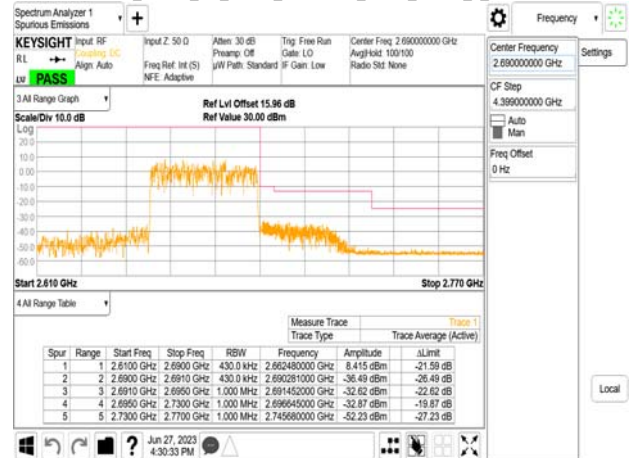 Spectrum Analyzer 1
Spurious Emissions
Frequency
KEYSIGHT
RL
PASS
Input: RF
Coupling: DC
Align: Auto
Input Z: 50 Ω
Freq Ref: Int (S)
NFE: Adaptive
Atten: 30 dB
Preamp: Off
µW Path: Standard
Trig: Free Run
Gate: LO
IF Gain: Low
Center Freq: 2.690000000 GHz
Avg|Hold: 100/100
Radio Std: None
Center Frequency
2.690000000 GHz
Settings
CF Step
4.399000000 GHz
Auto
Man
Freq Offset
0 Hz
Local
3 All Range Graph
Scale/Div 10.0 dB
Ref Lvl Offset 15.96 dB
Ref Value 30.00 dBm
Log
20.0
10.0
0.00
-10.0
-20.0
-30.0
-40.0
-50.0
-60.0
Start 2.610 GHz
Stop 2.770 GHz
4 All Range Table
Measure Trace Trace 1
Trace Type Trace Average (Active)
Spur Range Start Freq Stop Freq RBW Frequency Amplitude ΔLimit
1 1 2.6100 GHz 2.6900 GHz 430.0 kHz 2.662480000 GHz 8.415 dBm -21.59 dB
2 2 2.6900 GHz 2.6910 GHz 430.0 kHz 2.690281000 GHz -36.49 dBm -26.49 dB
3 3 2.6910 GHz 2.6950 GHz 1.000 MHz 2.691452000 GHz -32.62 dBm -22.62 dB
4 4 2.6950 GHz 2.7300 GHz 1.000 MHz 2.696645000 GHz -32.87 dBm -19.87 dB
5 5 2.7300 GHz 2.7700 GHz 1.000 MHz 2.745680000 GHz -52.23 dBm -27.23 dB
Jun 27, 2023
4:30:33 PM